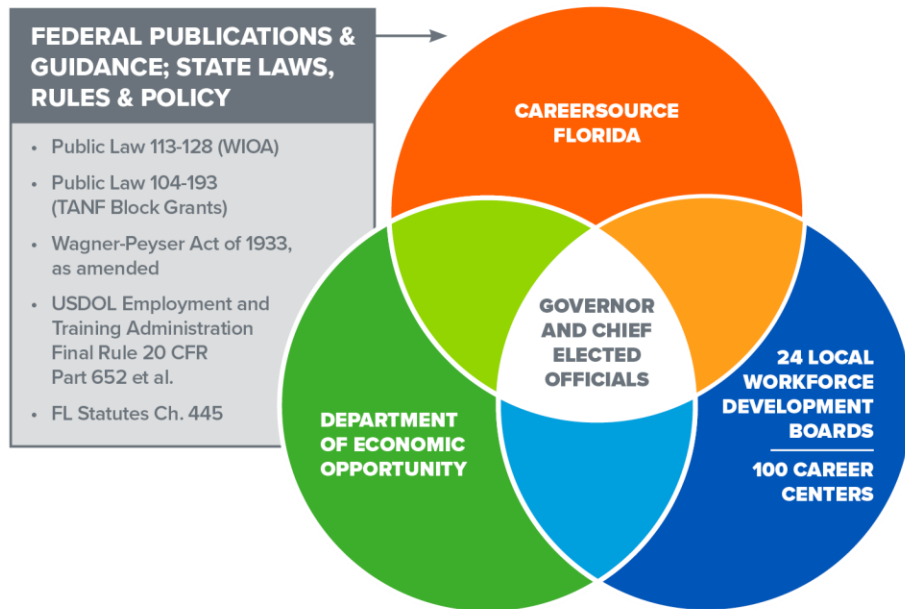 FEDERAL PUBLICATIONS &
GUIDANCE; STATE LAWS,
RULES & POLICY
• Public Law 113-128 (WIOA)
• Public Law 104-193
(TANF Block Grants)
• Wagner-Peyser Act of 1933,
as amended
• USDOL Employment and
Training Administration
Final Rule 20 CFR
Part 652 et al.
• FL Statutes Ch. 445
CAREERSOURCE
FLORIDA
GOVERNOR
AND CHIEF
ELECTED
OFFICIALS
DEPARTMENT
OF ECONOMIC
OPPORTUNITY
24 LOCAL
WORKFORCE
DEVELOPMENT
BOARDS
100 CAREER
CENTERS